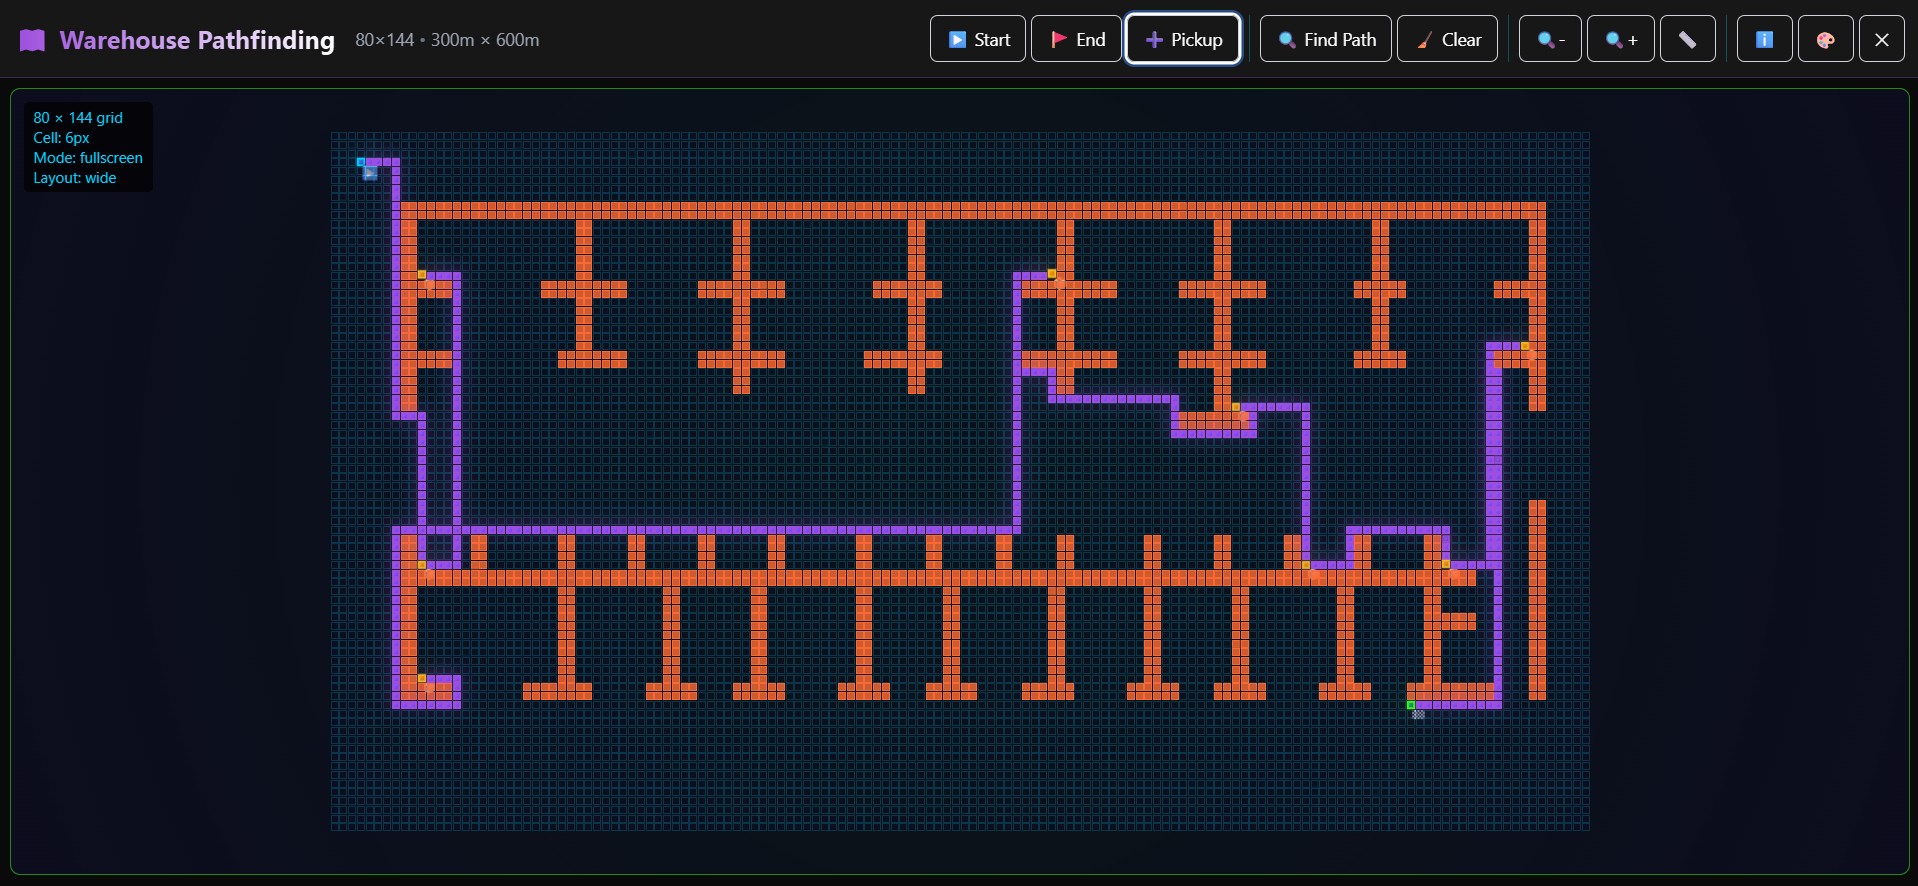 Warehouse Pathfinding
80×144 • 300m × 600m
Start
End
Pickup
Find Path
Clear
-
+
80 × 144 grid
Cell: 6px
Mode: fullscreen
Layout: wide